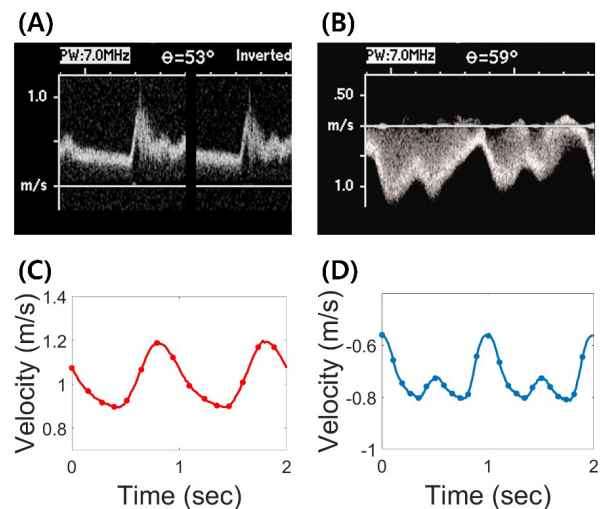 (A)
PW:7.0MHz θ=53° Inverted
1.0
m/s
(B)
PW:7.0MHz θ=59°
.50
m/s
1.0
(C)
1.4
1.2
1
0.8
Velocity (m/s)
0 1 2
Time (sec)
(D)
-0.6
-0.8
-1
Velocity (m/s)
0 1 2
Time (sec)